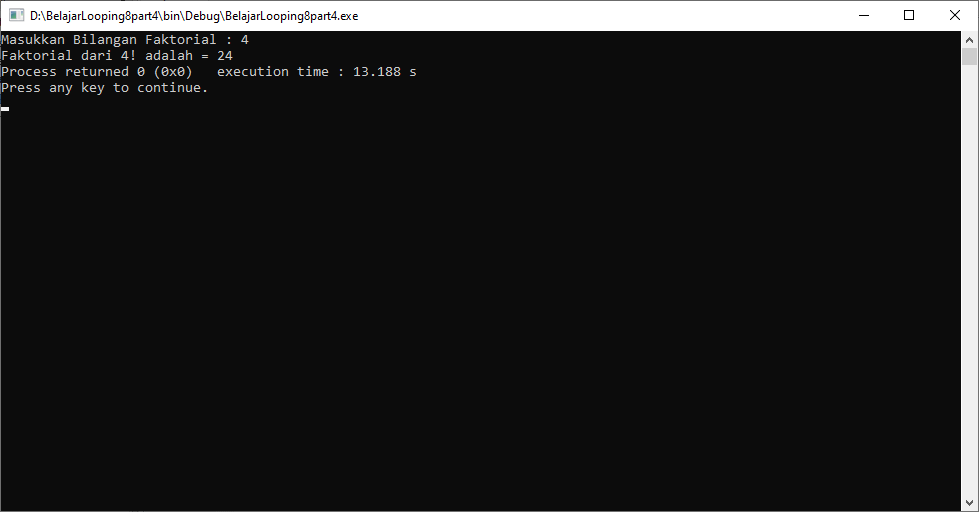 D:\BelajarLooping8part4\bin\Debug\BelajarLooping8part4.exe
Masukkan Bilangan Faktorial : 4
Faktorial dari 4! adalah = 24
Process returned 0 (0x0)   execution time : 13.188 s
Press any key to continue.